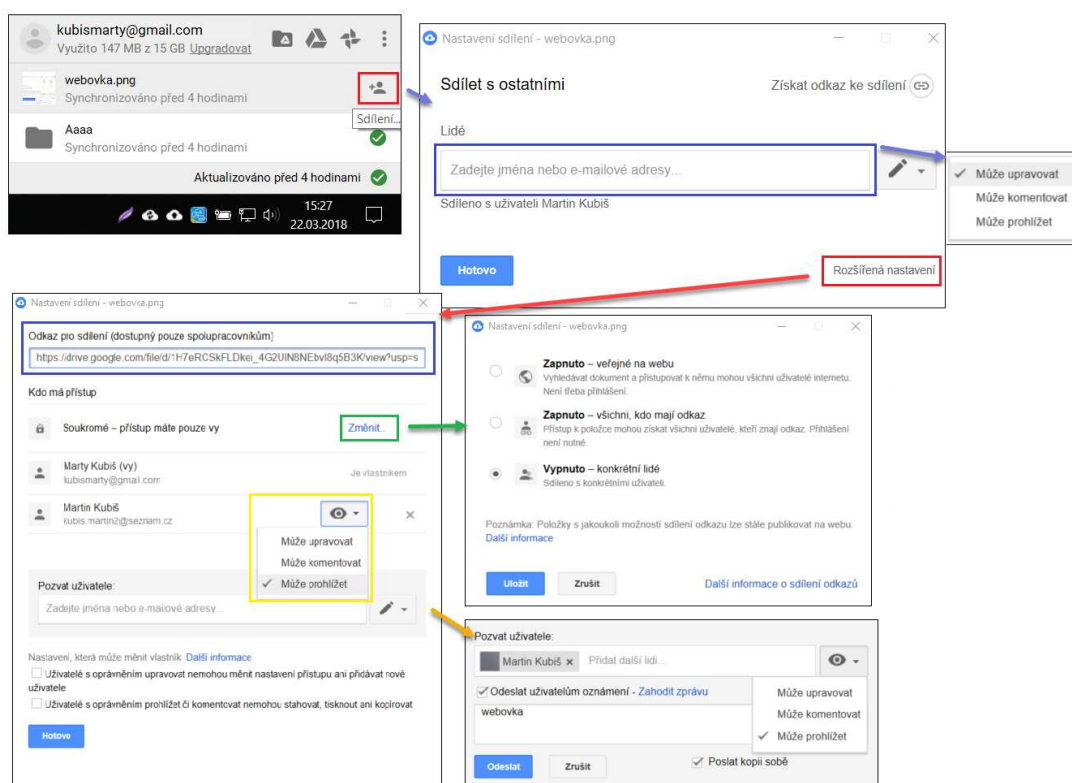 kubismarty@gmail.com
Využito 147 MB z 15 GB Upgradovat
webovka.png
Synchronizováno před 4 hodinami
Sdílení...
Aaaa
Synchronizováno před 4 hodinami
Aktualizováno před 4 hodinami
15:27
22.03.2018
Nastavení sdílení - webovka.png
Sdílet s ostatními
Získat odkaz ke sdílení
Lidé
Zadejte jména nebo e-mailové adresy...
Sdíleno s uživateli Martin Kubiš
Hotovo
Rozšířená nastavení
Může upravovat
Může komentovat
Může prohlížet
Nastavení sdílení - webovka.png
Odkaz pro sdílení (dostupný pouze spolupracovníkům)
https://drive.google.com/file/d/1H7eRCSkFLDkei_4G2UlN8NEbvl8q5B3K/view?usp=s
Kdo má přístup
Soukromé – přístup máte pouze vy
Změnit...
Marty Kubiš (vy)
kubismarty@gmail.com
Je vlastníkem
Martin Kubiš
kubis.martin2@seznam.cz
Může upravovat
Může komentovat
Může prohlížet
Pozvat uživatele:
Zadejte jména nebo e-mailové adresy...
Nastavení, která může měnit vlastník Další informace
Uživatelé s oprávněním upravovat nemohou měnit nastavení přístupu ani přidávat nové
uživatele
Uživatelé s oprávněním prohlížet či komentovat nemohou stahovat, tisknout ani kopírovat
Hotovo
Nastavení sdílení - webovka.png
Zapnuto – veřejné na webu
Vyhledávat dokument a přistupovat k němu mohou všichni uživatelé internetu.
Není třeba přihlášení.
Zapnuto – všichni, kdo mají odkaz
Přístup k položce mohou získat všichni uživatelé, kteří znají odkaz. Přihlášení
není nutné.
Vypnuto – konkrétní lidé
Sdíleno s konkrétními uživateli.
Poznámka: Položky s jakoukoli možností sdílení odkazu lze stále publikovat na webu.
Další informace
Uložit
Zrušit
Další informace o sdílení odkazů
Pozvat uživatele:
Martin Kubiš
Přidat další lidi...
Odeslat uživatelům oznámení - Zahodit zprávu
webovka
Může upravovat
Může komentovat
Může prohlížet
Odeslat
Zrušit
Poslat kopii sobě